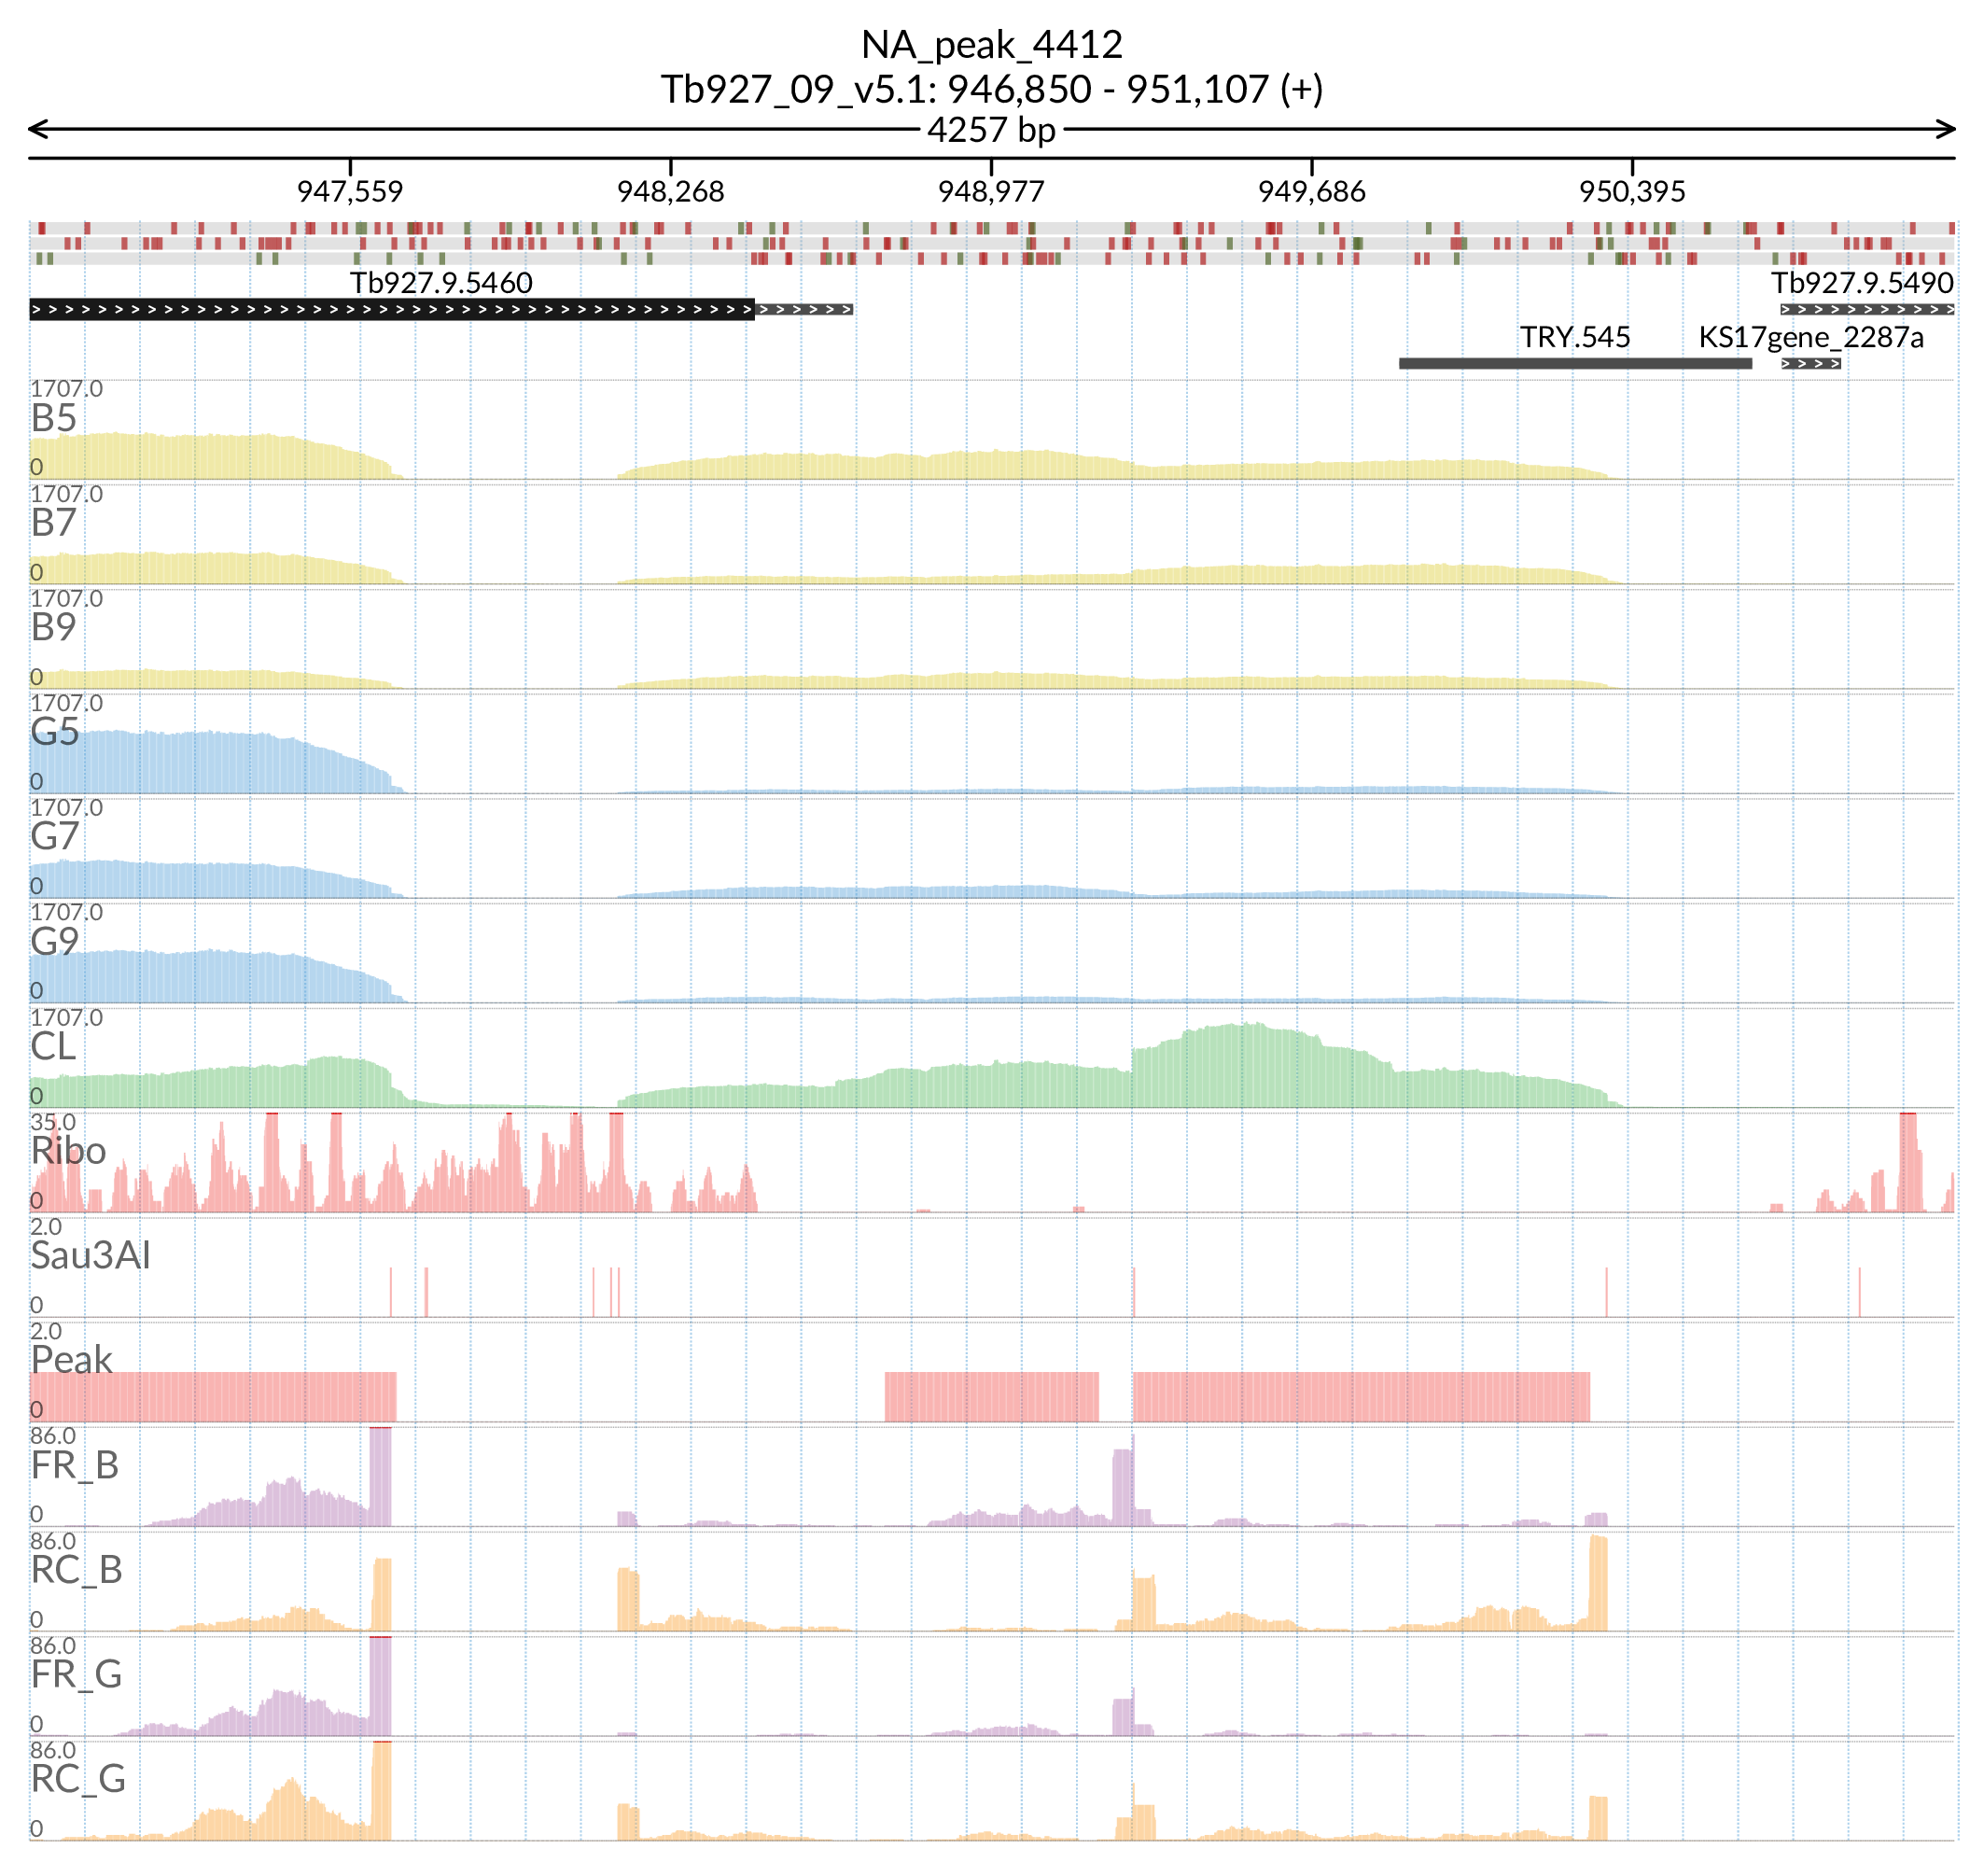 NA_peak_4412
Tb927_09_v5.1: 946,850 - 951,107 (+)
4257 bp
947,559 948,268 948,977 949,686 950,395
Tb927.9.5460 Tb927.9.5490
TRY.545 KS17gene_2287a
1707.0
B5
0
1707.0
B7
0
1707.0
B9
0
1707.0
G5
0
1707.0
G7
0
1707.0
G9
0
1707.0
CL
0
35.0
Ribo
0
2.0
Sau3AI
0
2.0
Peak
0
86.0
FR_B
0
86.0
RC_B
0
86.0
FR_G
0
86.0
RC_G
0